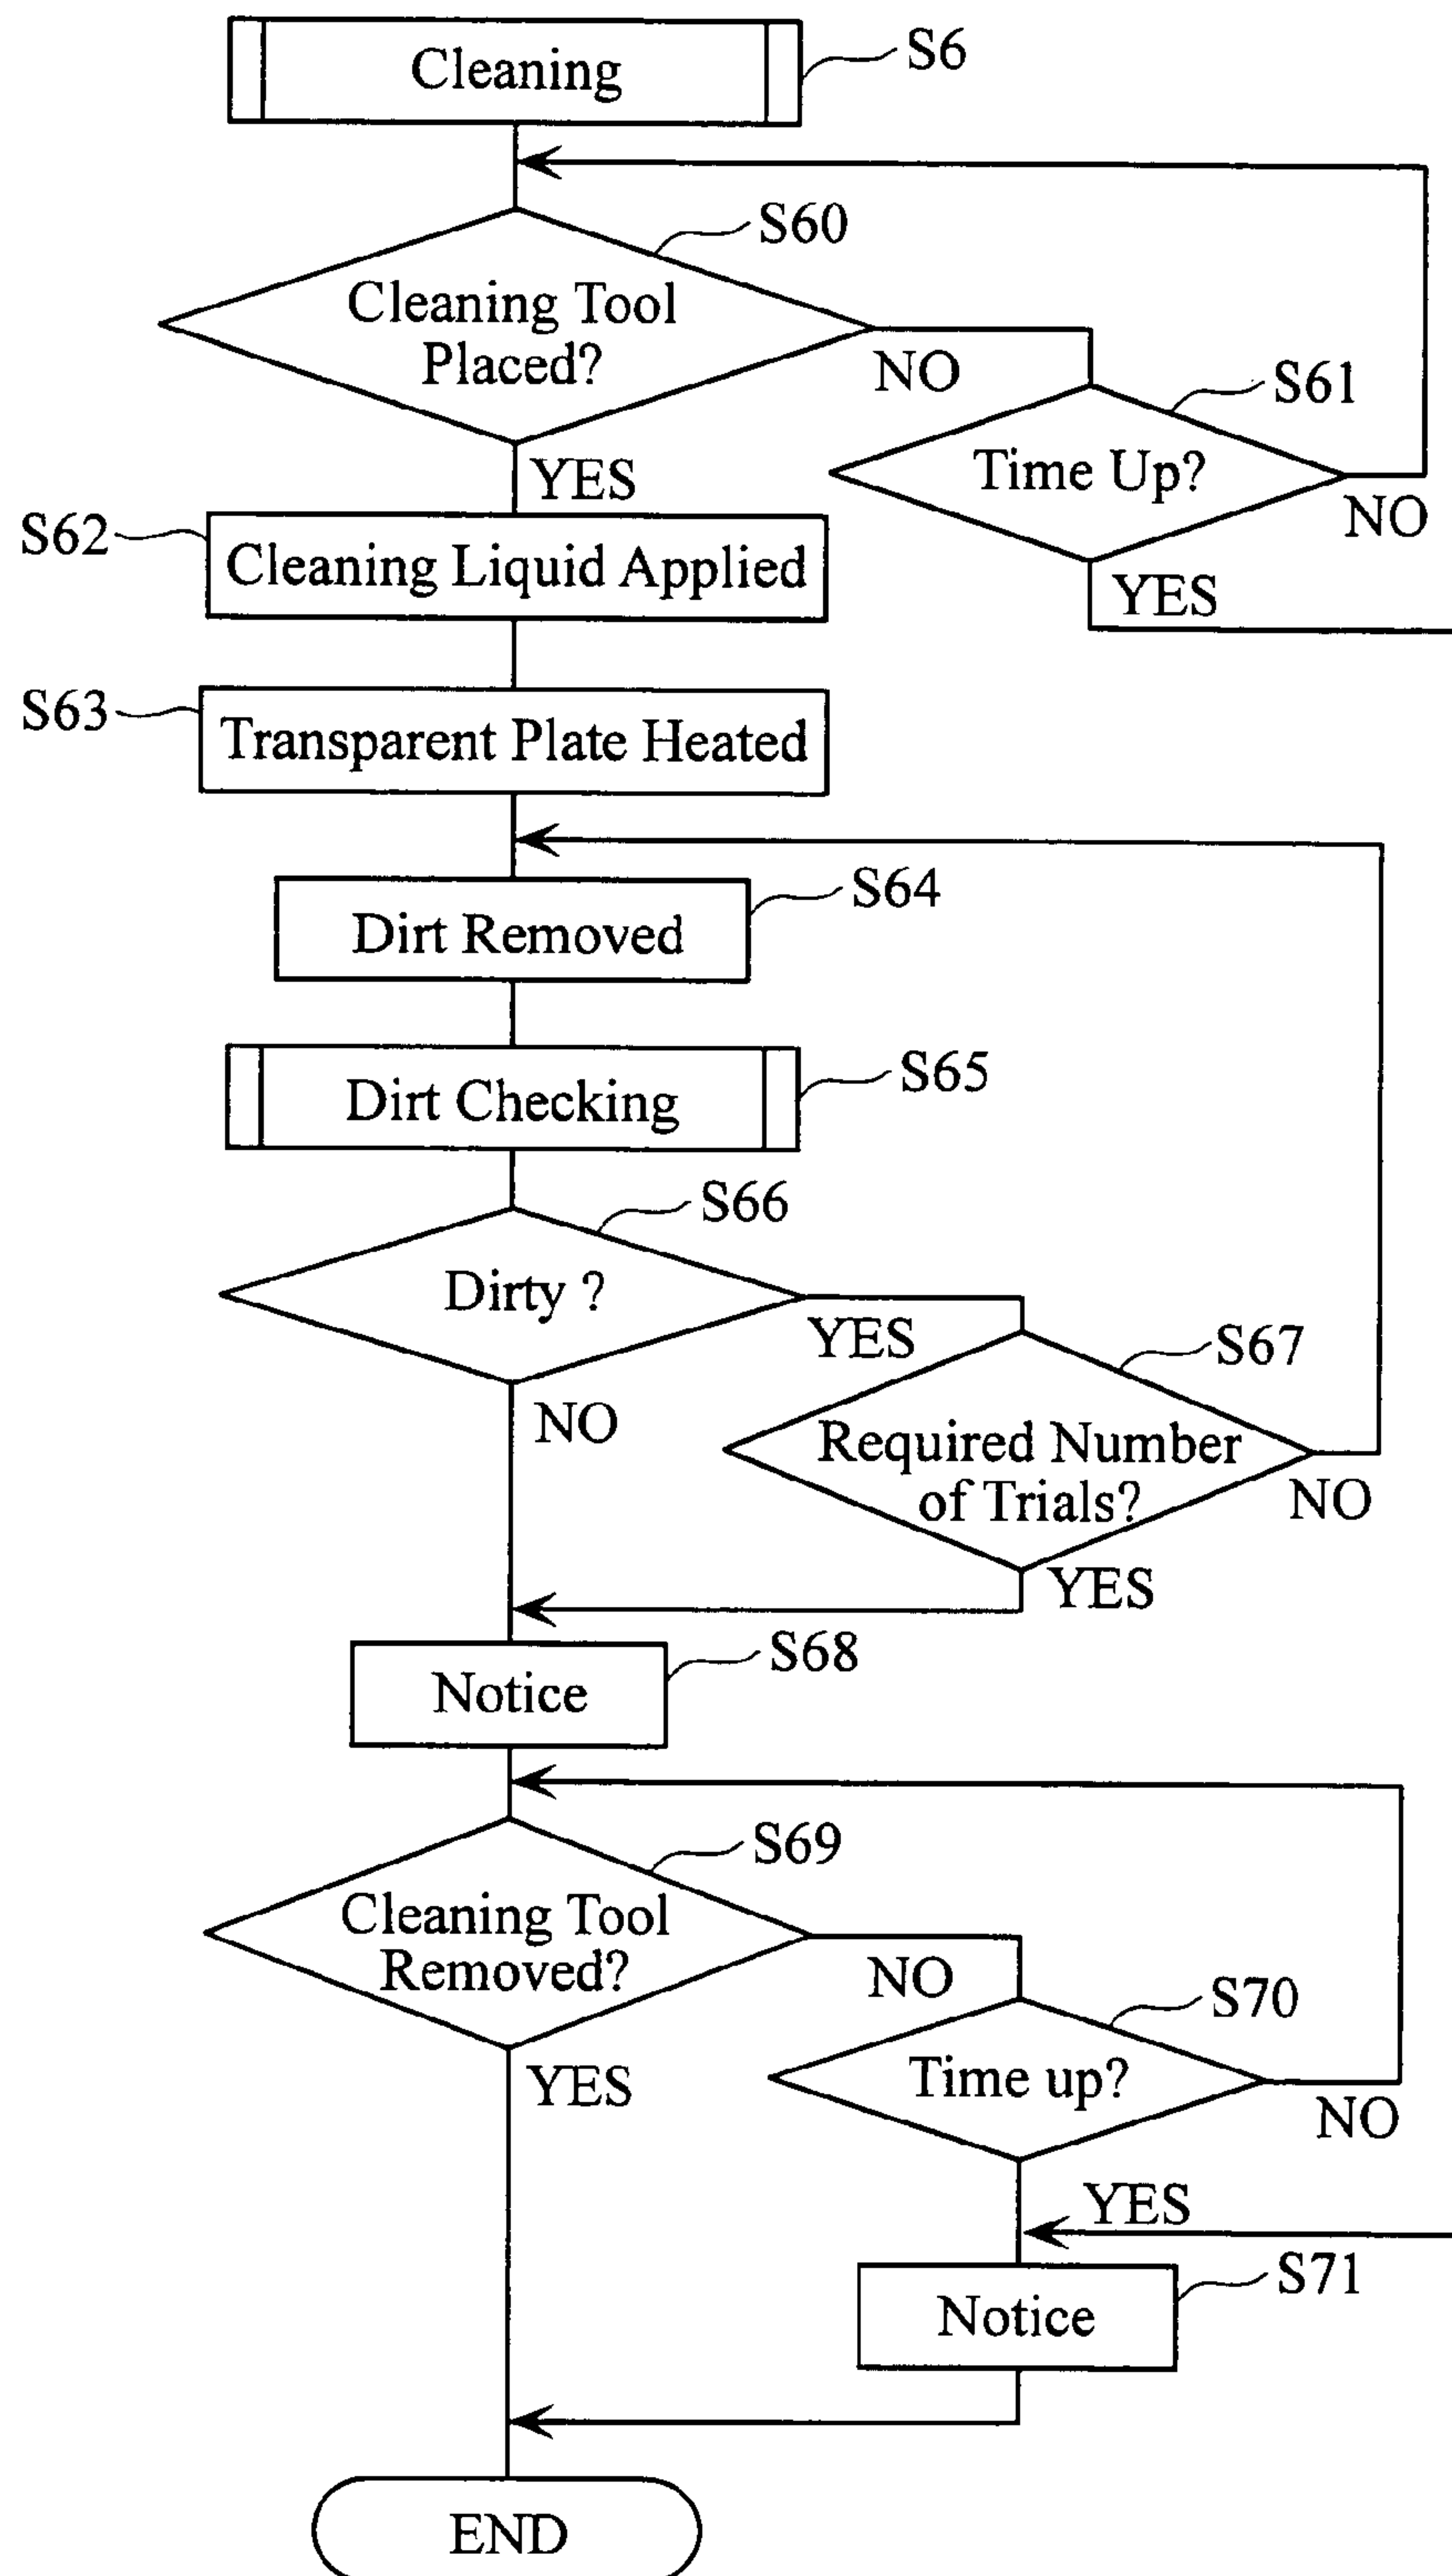 Cleaning
S6
S60
Cleaning Tool
Placed?
NO
S61
Time Up?
NO
YES
YES
S62
Cleaning Liquid Applied
S63
Transparent Plate Heated
S64
Dirt Removed
S65
Dirt Checking
S66
Dirty ?
YES
S67
Required Number
of Trials?
NO
NO
YES
S68
Notice
S69
Cleaning Tool
Removed?
NO
S70
Time up?
NO
YES
YES
S71
Notice
END